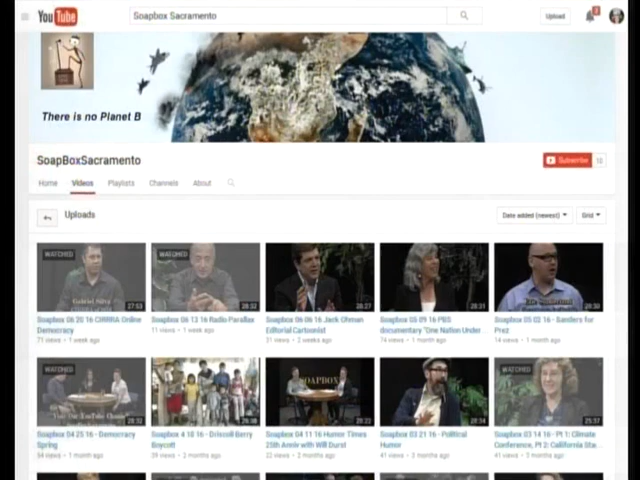 YouTube
Soapbox Sacramento
Upload
There is no Planet B
SoapBoxSacramento
Subscribe
Home Videos Playlists Channels About
Uploads
Date added (newest)
Grid
WATCHED
Gabriel Silva
27:53
WATCHED
28:32
28:27
28:31
28:50
Soapbox 06 20 16 CIRRRA Online
Democracy
71 views • 1 week ago
Soapbox 06 13 16 Radio Parallax
11 views • 1 week ago
Soapbox 06 06 16 Jack Ohman
Editorial Cartoonist
31 views • 2 weeks ago
Soapbox 05 09 16 PBS
documentary "One Nation Under ...
74 views • 1 month ago
Soapbox 05 02 16 - Sanders for
Prez
14 views • 1 month ago
WATCHED
28:32
28:38
SOAPBOX
28:22
28:34
WATCHED
25:37
Soapbox 04 25 16 - Democracy
Spring
54 views • 1 month ago
Soapbox 4 18 16 - Driscoll Berry
Boycott
39 views • 2 months ago
Soapbox 04 11 16 Humor Times
25th Anniv with Will Durst
22 views • 2 months ago
Soapbox 03 21 16 - Political
Humor
41 views • 2 months ago
Soapbox 03 14 16 - Pt 1: Climate
Conference, Pt 2: California Sta...
41 views • 3 months ago